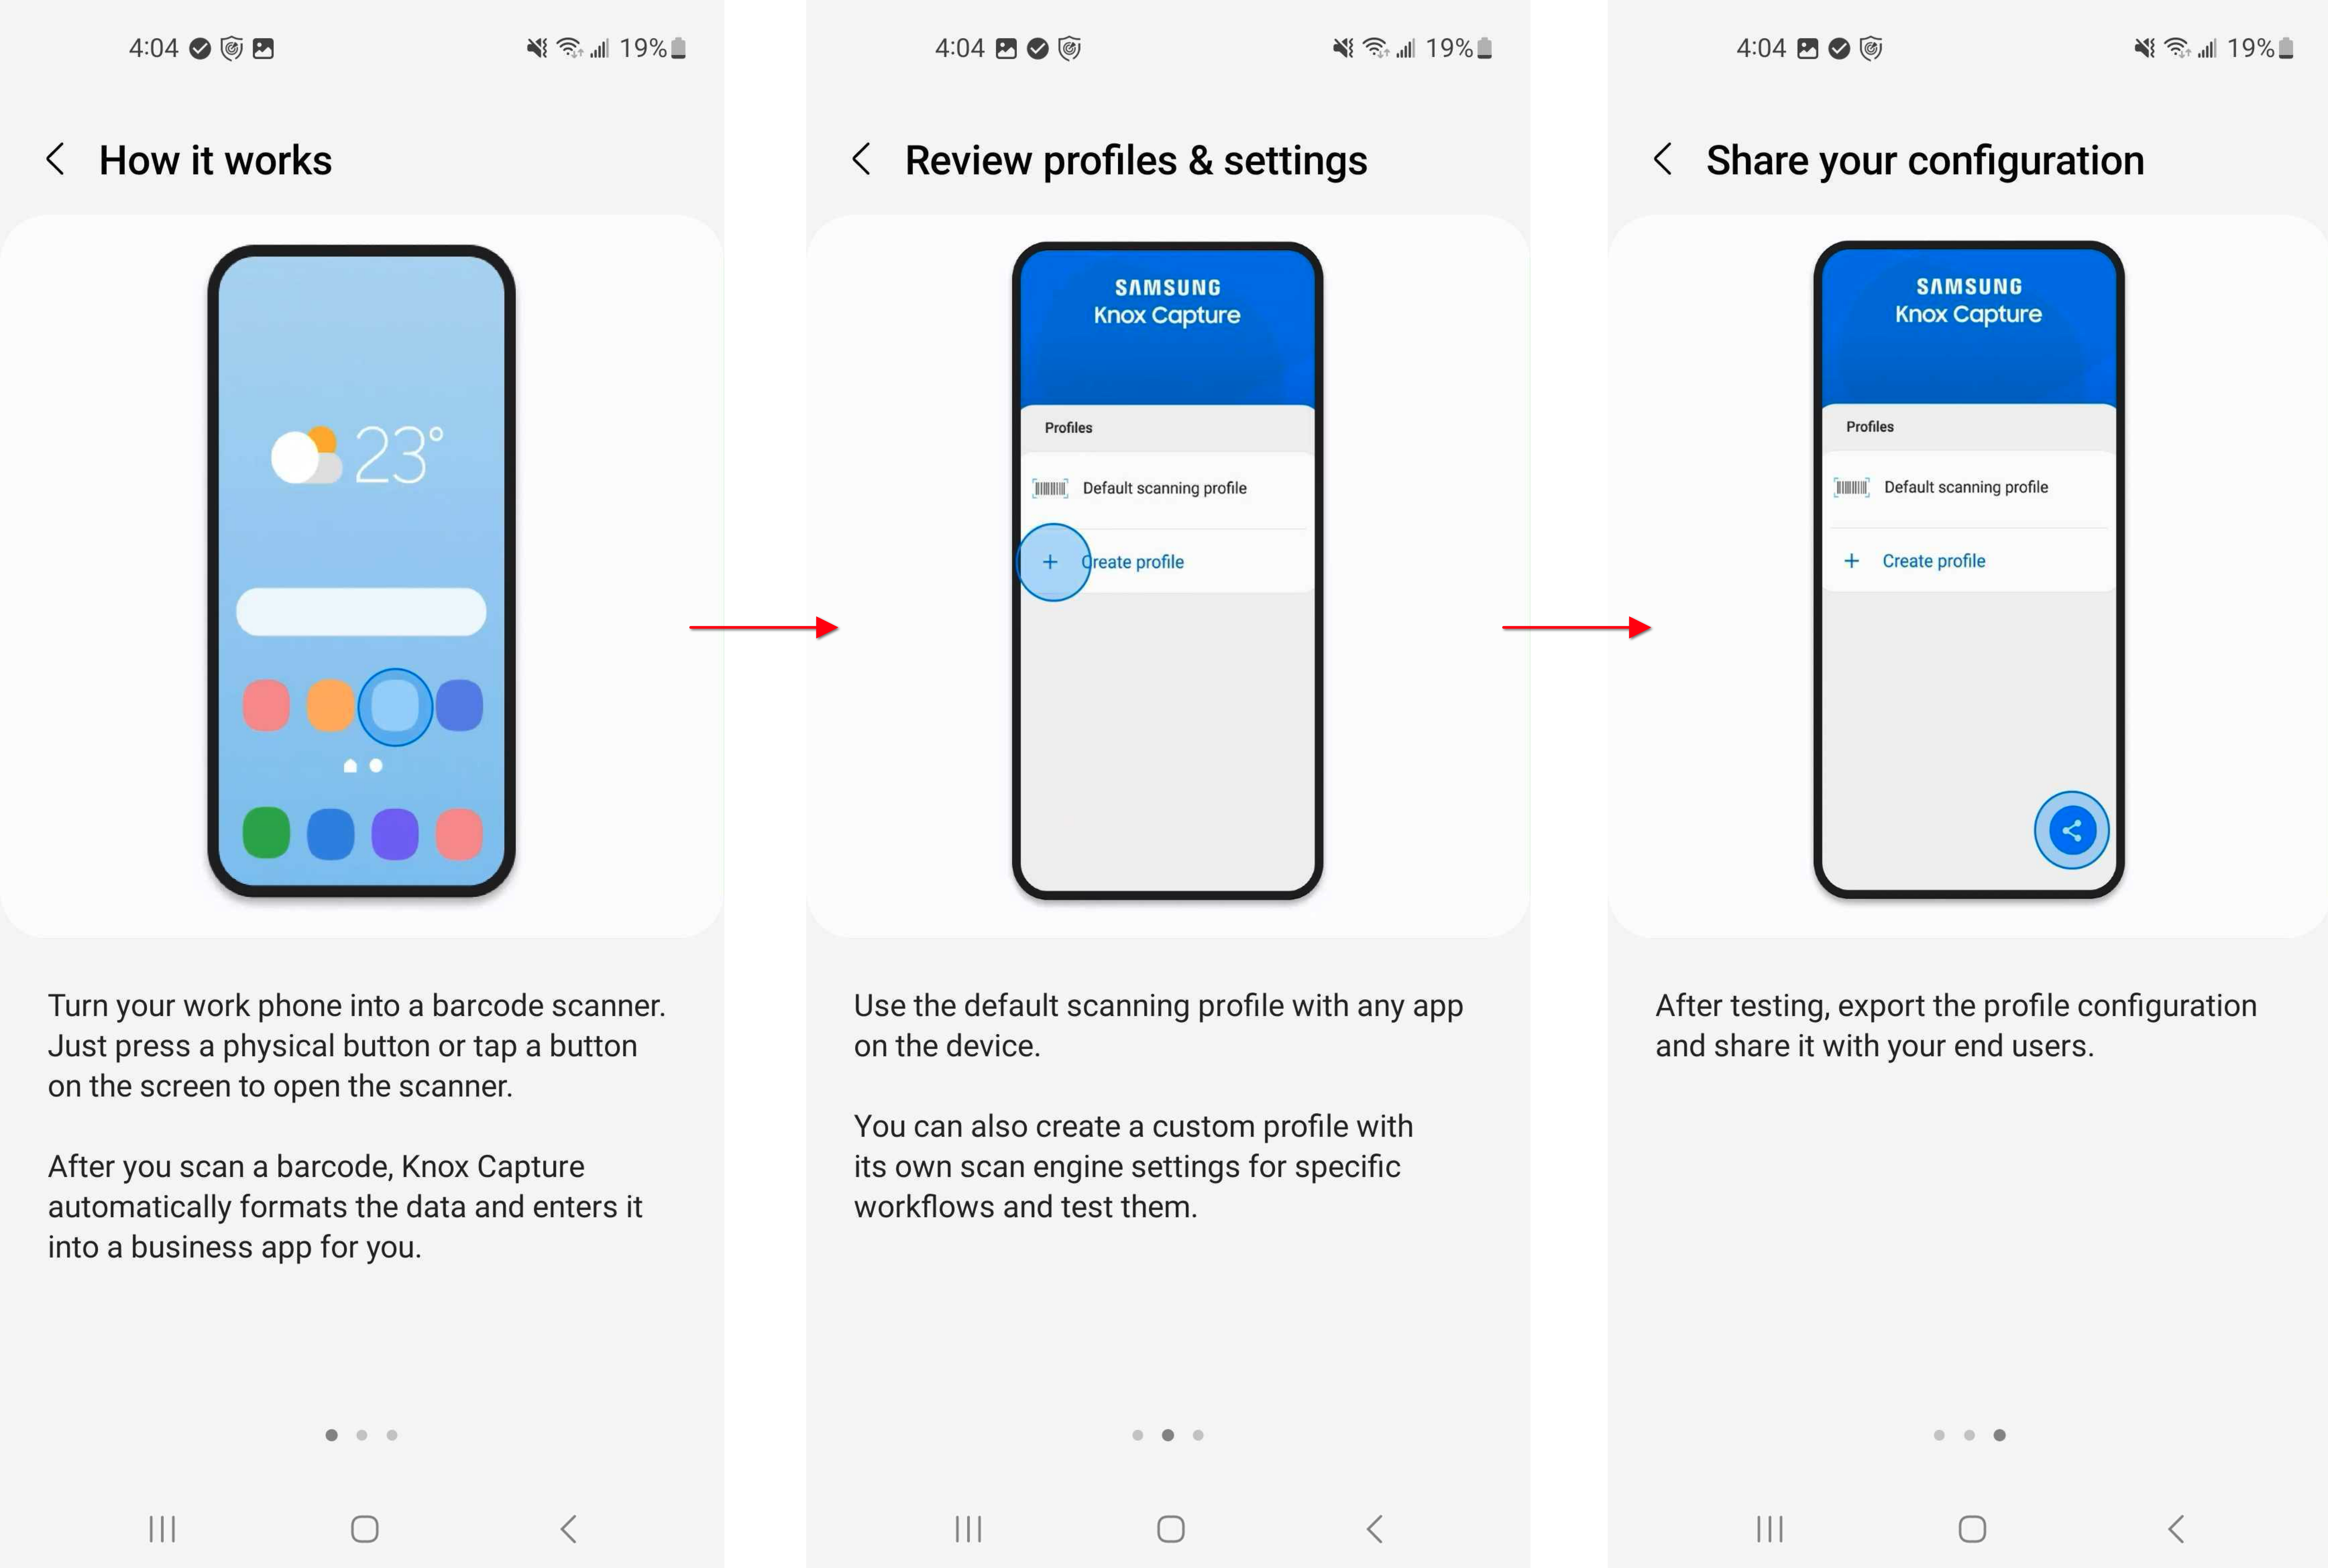 4:04 19%
How it works
23°
Turn your work phone into a barcode scanner.
Just press a physical button or tap a button
on the screen to open the scanner.
After you scan a barcode, Knox Capture
automatically formats the data and enters it
into a business app for you.
4:04 19%
Review profiles & settings
SAMSUNG
Knox Capture
Profiles
Default scanning profile
+ Create profile
Use the default scanning profile with any app
on the device.
You can also create a custom profile with
its own scan engine settings for specific
workflows and test them.
4:04 19%
Share your configuration
SAMSUNG
Knox Capture
Profiles
Default scanning profile
+ Create profile
After testing, export the profile configuration
and share it with your end users.